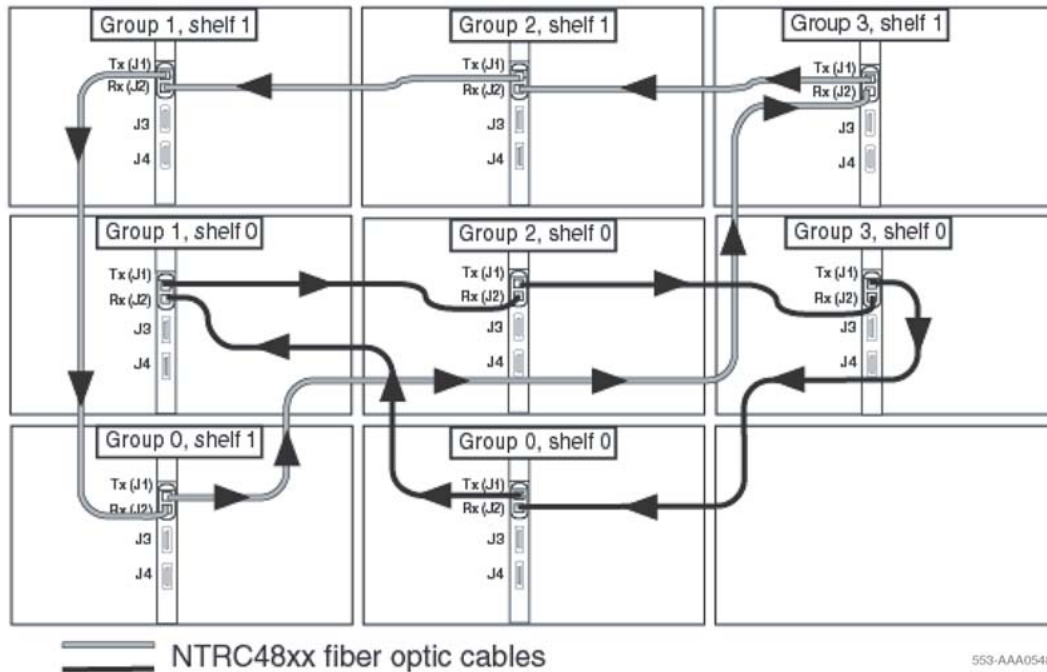 Group 1, shelf 1
Tx (J1)
Rx (J2)
J3
J4
Group 2, shelf 1
Tx (J1)
Rx (J2)
J3
J4
Group 3, shelf 1
Tx (J1)
Rx (J2)
J3
J4
Group 1, shelf 0
Tx (J1)
Rx (J2)
J3
J4
Group 2, shelf 0
Tx (J1)
Rx (J2)
J3
J4
Group 3, shelf 0
Tx (J1)
Rx (J2)
J3
J4
Group 0, shelf 1
Tx (J1)
Rx (J2)
J3
J4
Group 0, shelf 0
Tx (J1)
Rx (J2)
J3
J4
NTRC48xx fiber optic cables
553-AAA0548